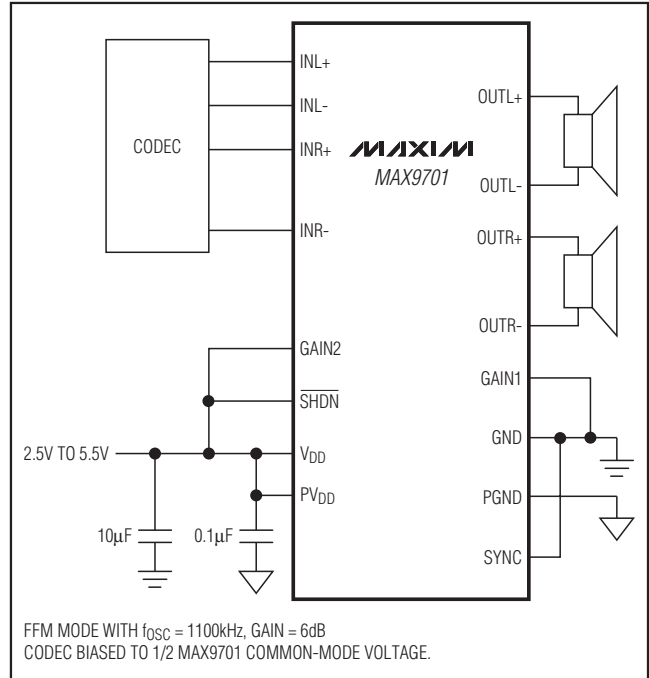 INL+
INL-
INR+
INR-
CODEC
MAXIM
MAX9701
OUTL+
OUTL-
OUTR+
OUTR-
GAIN2
SHDN
GAIN1
GND
2.5V TO 5.5V
VDD
PVDD
PGND
SYNC
10μF
0.1μF
FFM MODE WITH fOSC = 1100kHz, GAIN = 6dB
CODEC BIASED TO 1/2 MAX9701 COMMON-MODE VOLTAGE.